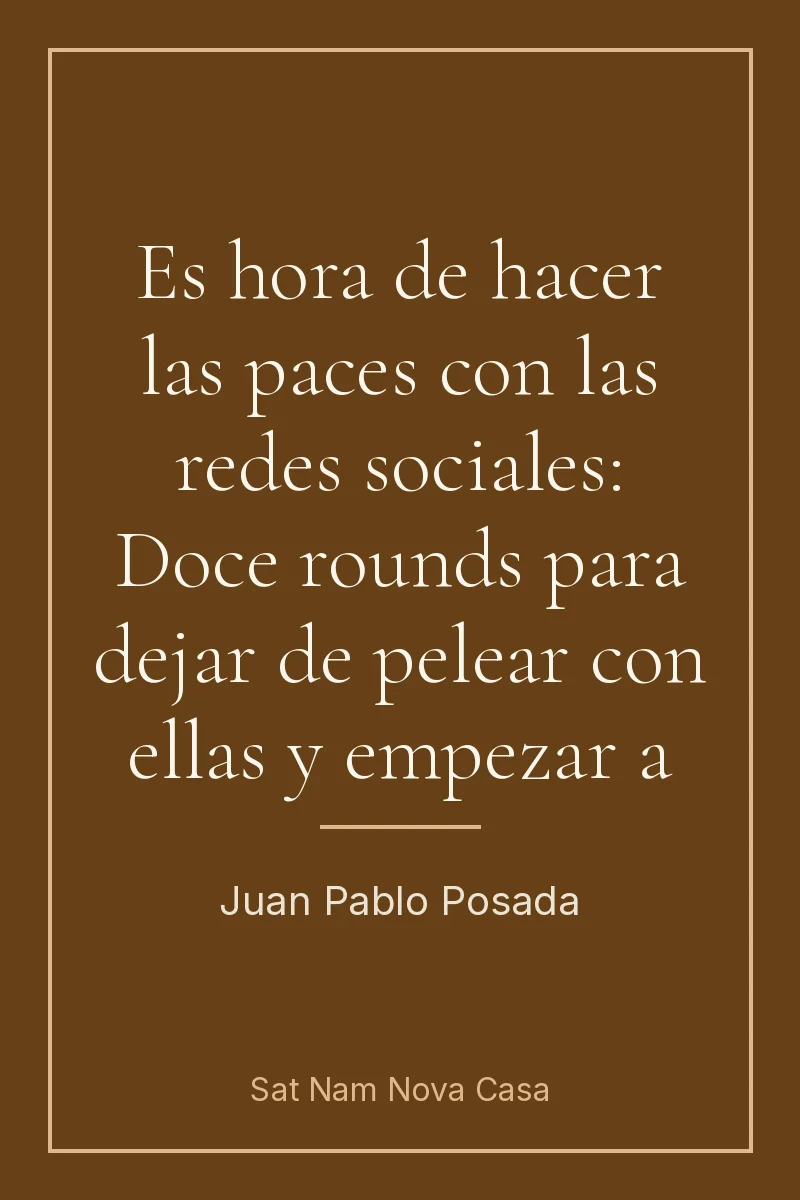 Es hora de hacer
las paces con las
redes sociales:
Doce rounds para
dejar de pelear con
ellas y empezar a
Juan Pablo Posada
Sat Nam Nova Casa